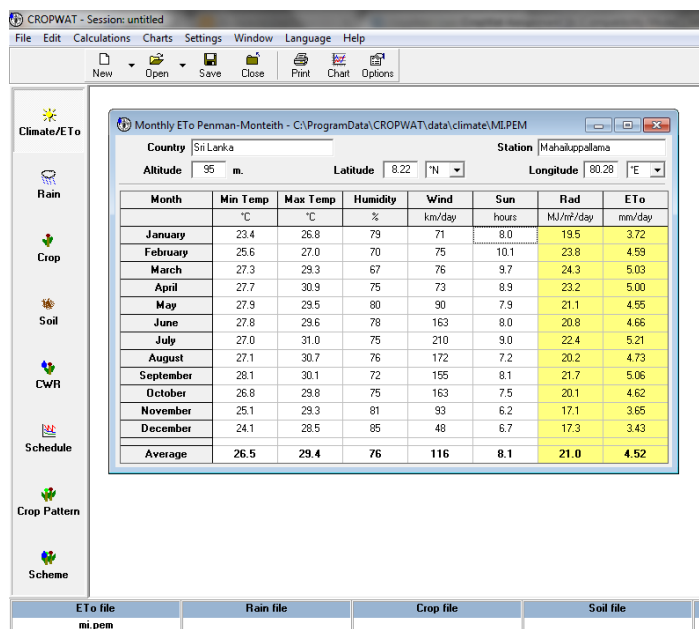 CROPWAT - Session: untitled
File Edit Calculations Charts Settings Window Language Help
New Open Save Close Print Chart Options
Climate/ETo
Rain
Crop
Soil
CWR
Schedule
Crop Pattern
Scheme
Monthly ETo Penman-Monteith - C:\ProgramData\CROPWAT\data\climate\MI.PEM
Country Sri Lanka Station Mahailuppallama
Altitude 95 m. Latitude 8.22 °N Longitude 80.28 °E
Month Min Temp Max Temp Humidity Wind Sun Rad ETo
°C °C % km/day hours MJ/m²/day mm/day
January 23.4 26.8 79 71 8.0 19.5 3.72
February 25.6 27.0 70 75 10.1 23.8 4.59
March 27.3 29.3 67 76 9.7 24.3 5.03
April 27.7 30.9 75 73 8.9 23.2 5.00
May 27.9 29.5 80 90 7.9 21.1 4.55
June 27.8 29.6 78 163 8.0 20.8 4.66
July 27.0 31.0 75 210 9.0 22.4 5.21
August 27.1 30.7 76 172 7.2 20.2 4.73
September 28.1 30.1 72 155 8.1 21.7 5.06
October 26.8 29.8 75 163 7.5 20.1 4.62
November 25.1 29.3 81 93 6.2 17.1 3.65
December 24.1 28.5 85 48 6.7 17.3 3.43
Average 26.5 29.4 76 116 8.1 21.0 4.52
ETo file Rain file Crop file Soil file
mi.pem